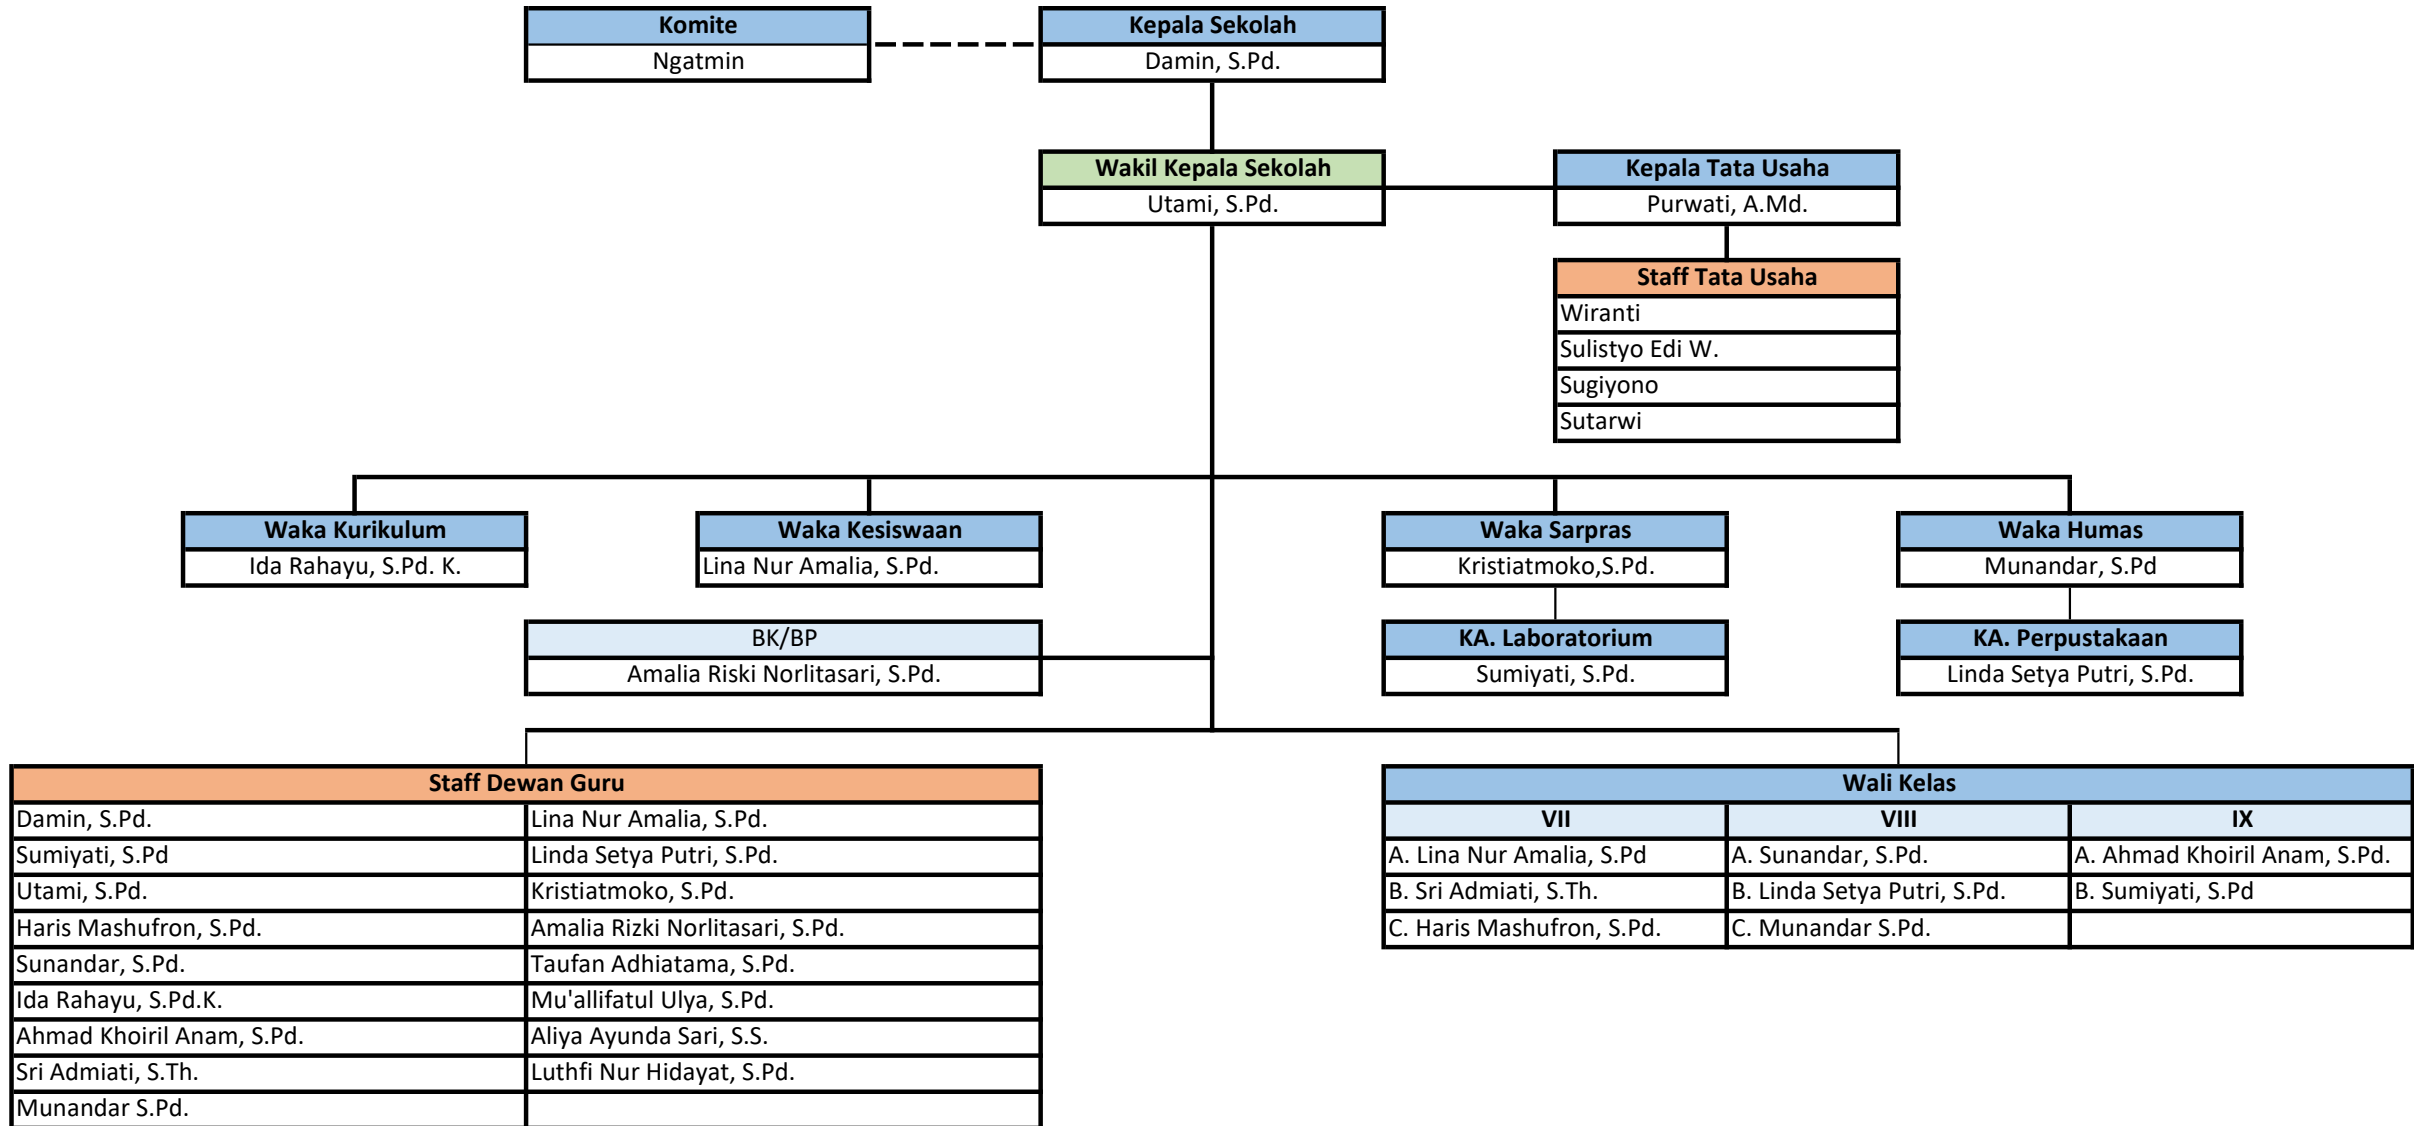 Komite
Ngatmin
Kepala Sekolah
Damin, S.Pd.
Wakil Kepala Sekolah
Utami, S.Pd.
Kepala Tata Usaha
Purwati, A.Md.
Staff Tata Usaha
Wiranti
Sulistyo Edi W.
Sugiyono
Sutarwi
Waka Kurikulum
Ida Rahayu, S.Pd. K.
Waka Kesiswaan
Lina Nur Amalia, S.Pd.
Waka Sarpras
Kristiatmoko,S.Pd.
Waka Humas
Munandar, S.Pd
BK/BP
Amalia Riski Norlitasari, S.Pd.
KA. Laboratorium
Sumiyati, S.Pd.
KA. Perpustakaan
Linda Setya Putri, S.Pd.
Staff Dewan Guru
Damin, S.Pd.
Lina Nur Amalia, S.Pd.
Sumiyati, S.Pd
Linda Setya Putri, S.Pd.
Utami, S.Pd.
Kristiatmoko, S.Pd.
Haris Mashufron, S.Pd.
Amalia Rizki Norlitasari, S.Pd.
Sunandar, S.Pd.
Taufan Adhiatama, S.Pd.
Ida Rahayu, S.Pd.K.
Mu'allifatul Ulya, S.Pd.
Ahmad Khoiril Anam, S.Pd.
Aliya Ayunda Sari, S.S.
Sri Admiati, S.Th.
Luthfi Nur Hidayat, S.Pd.
Munandar S.Pd.
Wali Kelas
VII
VIII
IX
A. Lina Nur Amalia, S.Pd
A. Sunandar, S.Pd.
A. Ahmad Khoiril Anam, S.Pd.
B. Sri Admiati, S.Th.
B. Linda Setya Putri, S.Pd.
B. Sumiyati, S.Pd
C. Haris Mashufron, S.Pd.
C. Munandar S.Pd.